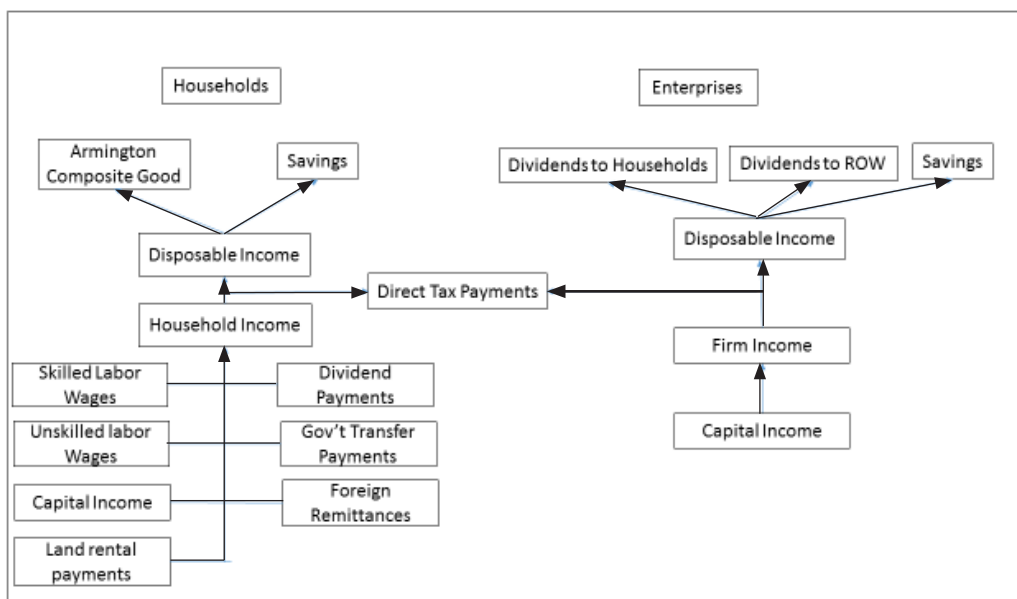 Households
Enterprises
Armington
Composite Good
Savings
Dividends to Households
Dividends to ROW
Savings
Disposable Income
Disposable Income
Direct Tax Payments
Household Income
Firm Income
Skilled Labor
Wages
Dividend
Payments
Unskilled labor
Wages
Gov't Transfer
Payments
Capital Income
Capital Income
Foreign
Remittances
Land rental
payments